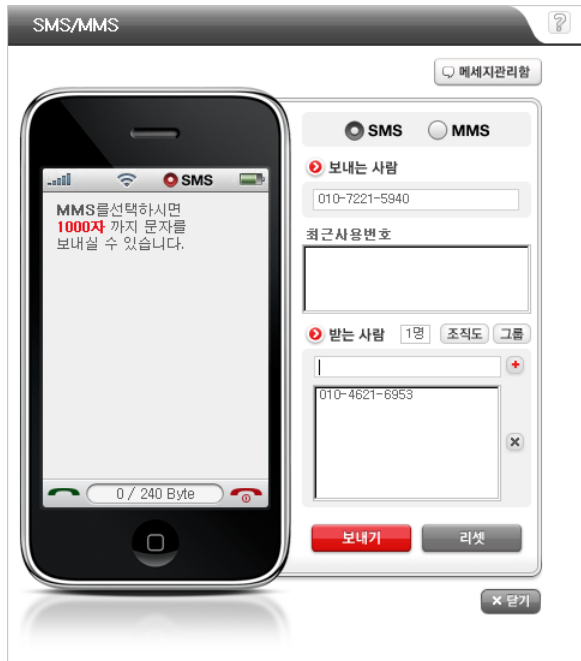 SMS/MMS
?
메세지관리함
SMS MMS
보내는 사람
010-7221-5940
최근사용번호
SMS
MMS를선택하시면
1000자 까지 문자를
보내실 수 있습니다.
0 / 240 Byte
받는 사람 1명 조직도 그룹
010-4621-6953
보내기 리셋
닫기